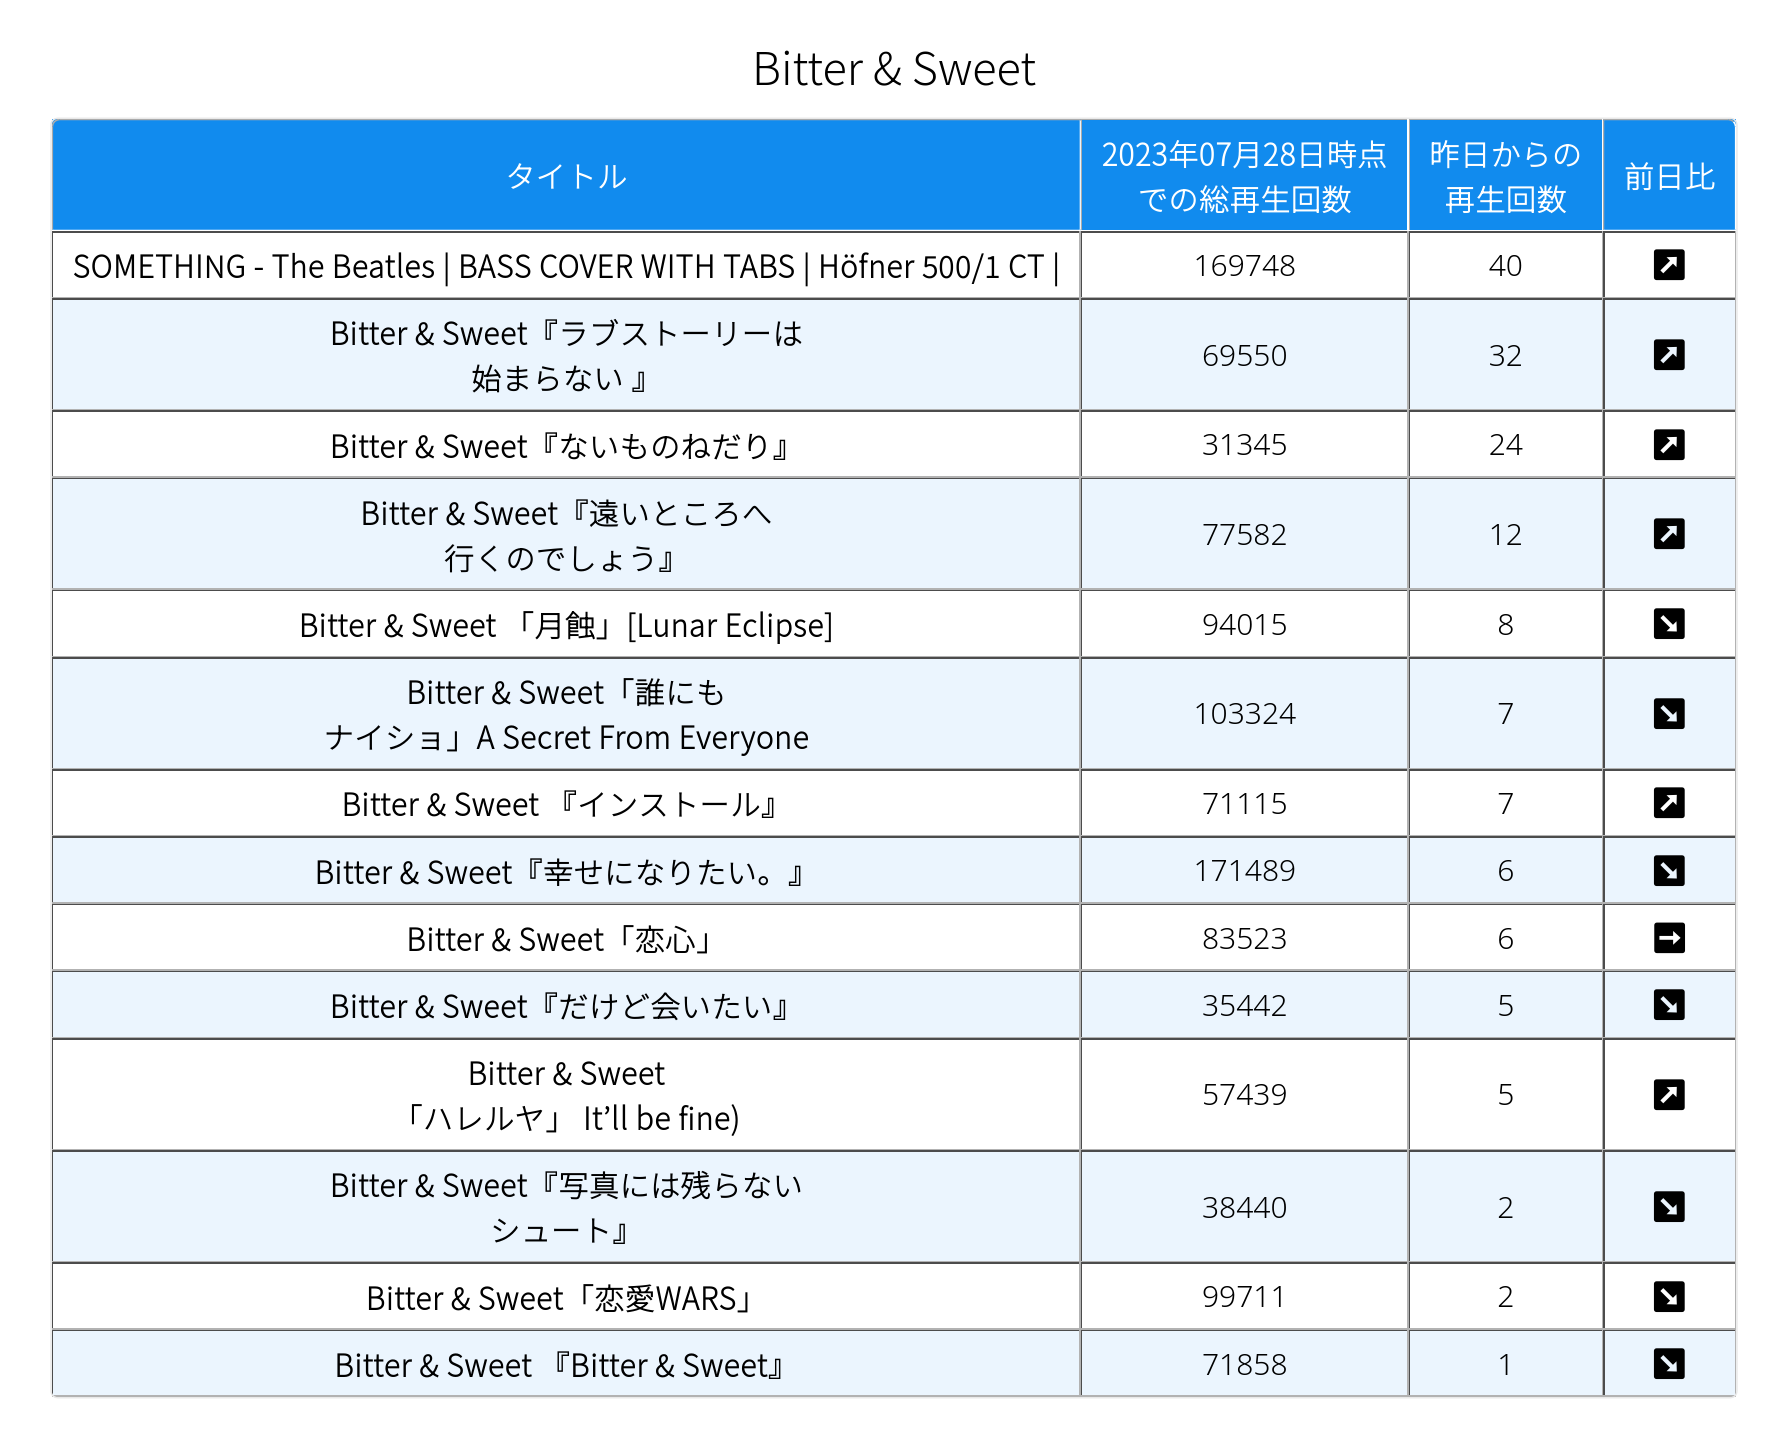 Bitter & Sweet
タイトル
2023年07月28日時点
での総再生回数
昨日からの
再生回数
前日比
SOMETHING - The Beatles | BASS COVER WITH TABS | Höfner 500/1 CT |
169748
40
↗
Bitter & Sweet『ラブストーリーは
始まらない 』
69550
32
↗
Bitter & Sweet『ないものねだり』
31345
24
↗
Bitter & Sweet『遠いところへ
行くのでしょう』
77582
12
↗
Bitter & Sweet 「月蝕」[Lunar Eclipse]
94015
8
↘
Bitter & Sweet「誰にも
ナイショ」A Secret From Everyone
103324
7
↘
Bitter & Sweet 『インストール』
71115
7
↗
Bitter & Sweet『幸せになりたい。』
171489
6
↘
Bitter & Sweet「恋心」
83523
6
→
Bitter & Sweet『だけど会いたい』
35442
5
↘
Bitter & Sweet
「ハレルヤ」 It’ll be fine)
57439
5
↗
Bitter & Sweet『写真には残らない
シュート』
38440
2
↘
Bitter & Sweet「恋愛WARS」
99711
2
↘
Bitter & Sweet 『Bitter & Sweet』
71858
1
↘